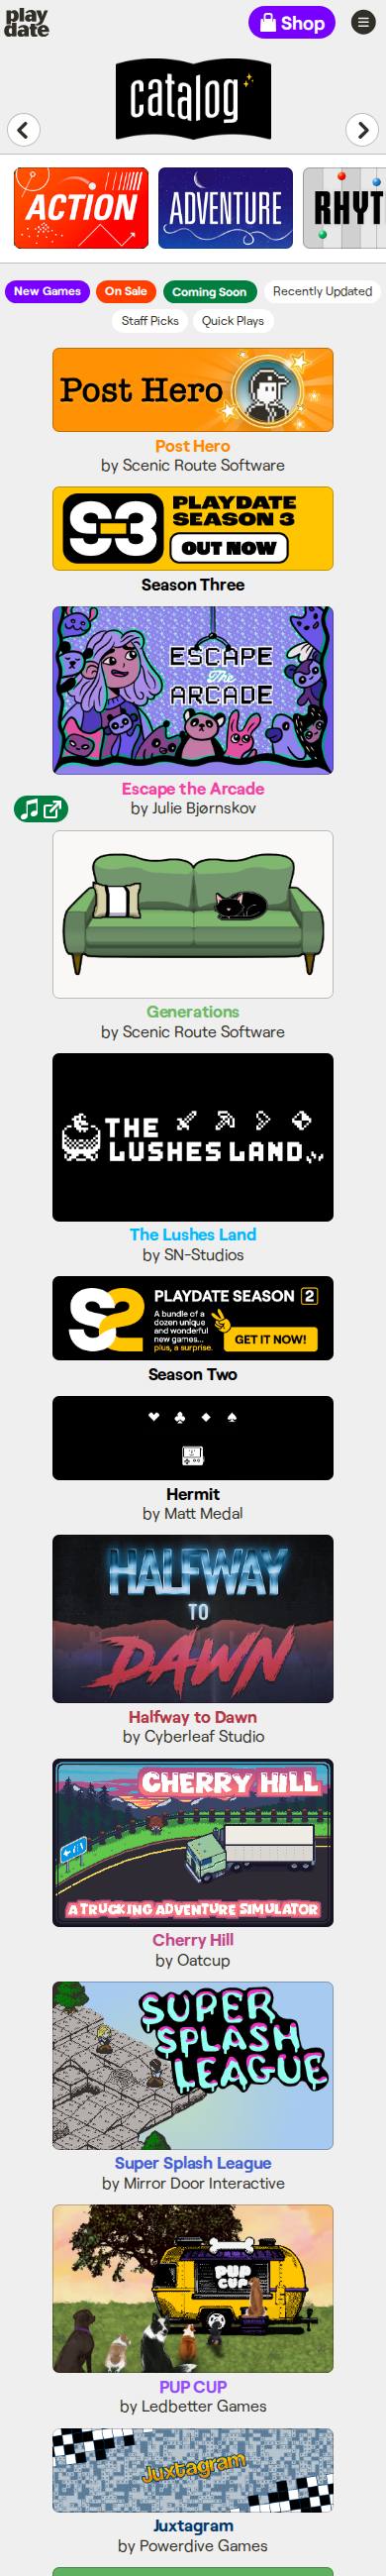 play
date
Shop
catalog
ACTION
ADVENTURE
RHYT
New Games
On Sale
Coming Soon
Recently Updated
Staff Picks
Quick Plays
Post Hero
Post Hero
by Scenic Route Software
S3
PLAYDATE
SEASON 3
OUT NOW
Season Three
ESCAPE
The
ARCADE
Escape the Arcade
by Julie Bjørnskov
Generations
by Scenic Route Software
THE
LUSHES LAND
The Lushes Land
by SN-Studios
S2
PLAYDATE SEASON 2
A bundle of a
dozen unique
and wonderful
new games...
plus, a surprise.
GET IT NOW!
Season Two
Hermit
by Matt Medal
HALFWAY
TO
DAWN
Halfway to Dawn
by Cyberleaf Studio
CHERRY HILL
A TRUCKING ADVENTURE SIMULATOR
Cherry Hill
by Oatcup
SUPER
SPLASH
LEAGUE
Super Splash League
by Mirror Door Interactive
PUP
CUP
PUP CUP
by Ledbetter Games
Juxtagram
Juxtagram
by Powerdive Games